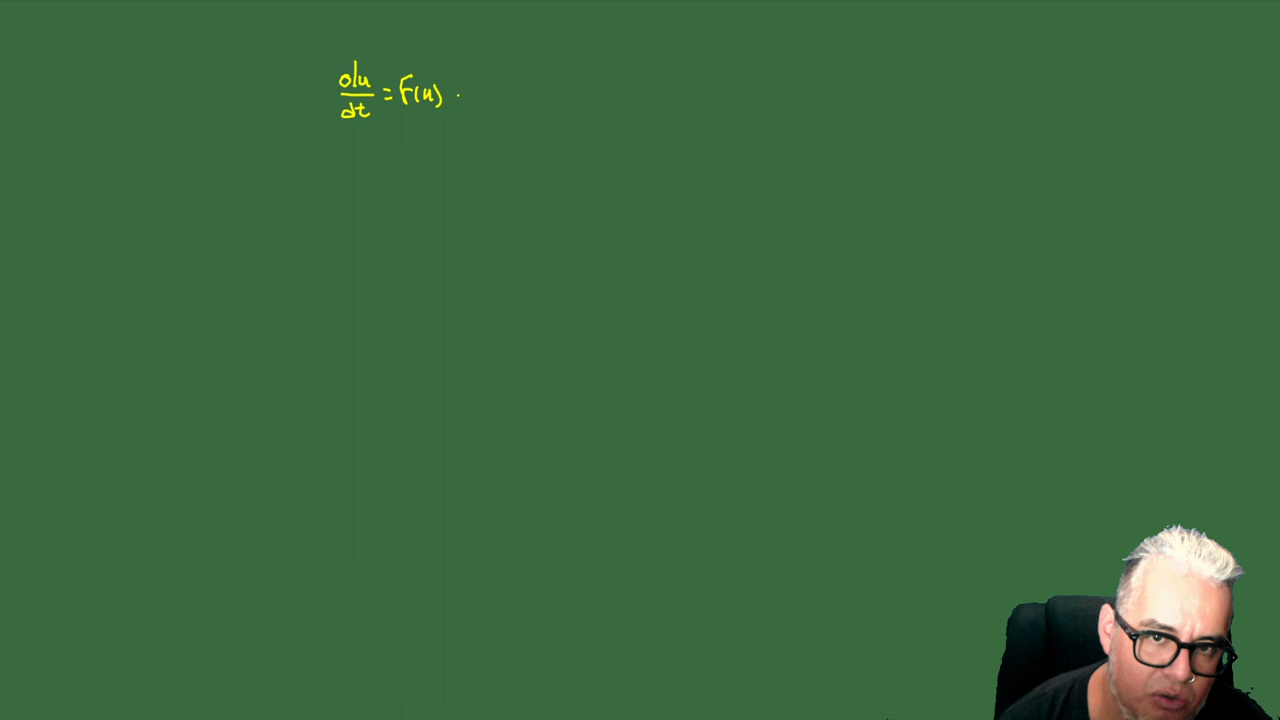 du/dt = F(u) .